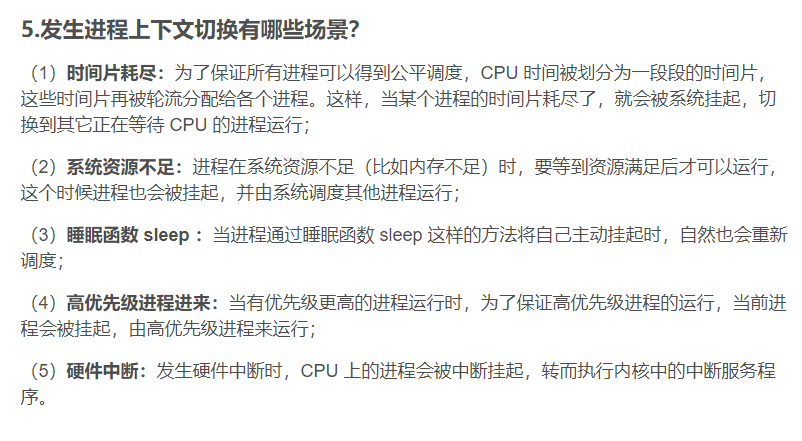 5.发生进程上下文切换有哪些场景？
（1）时间片耗尽：为了保证所有进程可以得到公平调度，CPU 时间被划分为一段段的时间片，
这些时间片再被轮流分配给各个进程。这样，当某个进程的时间片耗尽了，就会被系统挂起，切
换到其它正在等待 CPU 的进程运行；
（2）系统资源不足：进程在系统资源不足（比如内存不足）时，要等到资源满足后才可以运行，
这个时候进程也会被挂起，并由系统调度其他进程运行；
（3）睡眠函数 sleep ：当进程通过睡眠函数 sleep 这样的方法将自己主动挂起时，自然也会重新
调度；
（4）高优先级进程进来：当有优先级更高的进程运行时，为了保证高优先级进程的运行，当前进
程会被挂起，由高优先级进程来运行；
（5）硬件中断：发生硬件中断时，CPU 上的进程会被中断挂起，转而执行内核中的中断服务程
序。